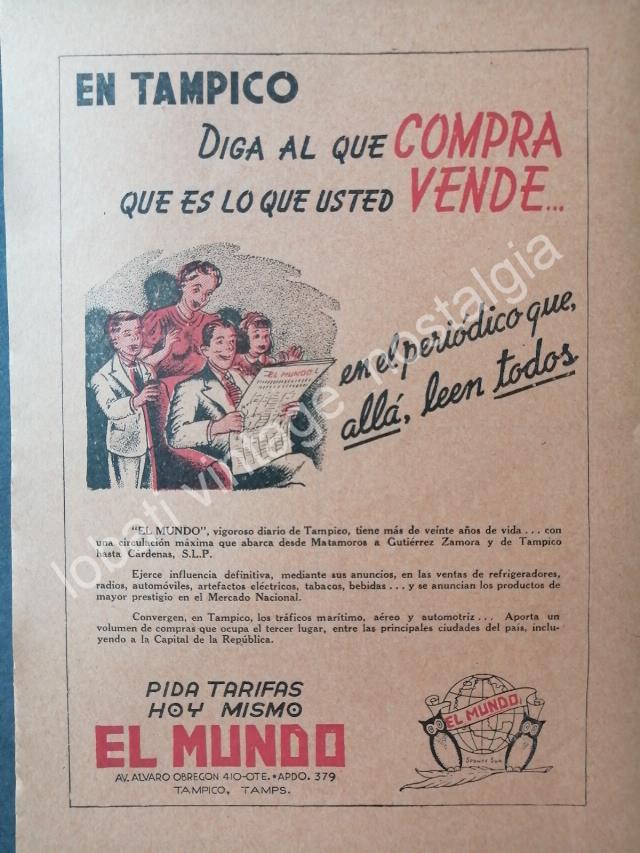 EN TAMPICO
DIGA AL QUE COMPRA
QUE ES LO QUE USTED VENDE...
en el periódico que,
allá, leen todos
EL MUNDO
"EL MUNDO", vigoroso diario de Tampico, tiene más de veinte años de vida... con
una circulación máxima que abarca desde Matamoros a Gutiérrez Zamora y de Tampico
hasta Cárdenas, S.L.P.
Ejerce influencia definitiva, mediante sus anuncios, en las ventas de refrigeradores,
radios, automóviles, artefactos eléctricos, tabacos, bebidas... y se anuncian los productos de
mayor prestigio en el Mercado Nacional.
Convergen, en Tampico, los tráficos marítimo, aéreo y automotriz... Aporta un
volumen de compras que ocupa el tercer lugar, entre las principales ciudades del país, inclu-
yendo a la Capital de la República.
PIDA TARIFAS
HOY MISMO
EL MUNDO
AV. ALVARO OBREGON 410-OTE. • APDO. 379
TAMPICO, TAMPS.
EL MUNDO
lobati vintage nostalgia